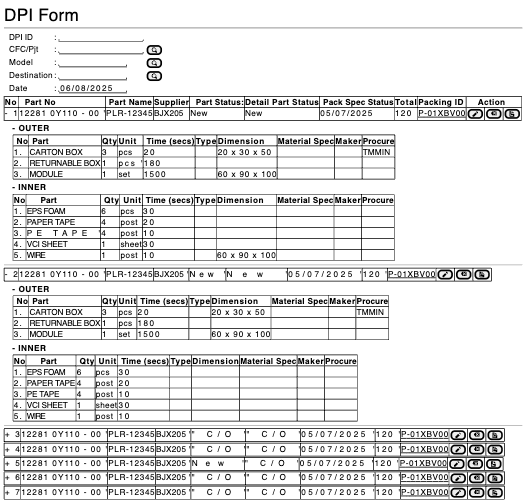 DPI Form
DPI ID :
CFC/Pjt :
Model :
Destination :
Date : 06/08/2025
No Part No Part Name Supplier Part Status: Detail Part Status Pack Spec Status Total Packing ID Action
- 1 12281 0Y110 - 00 PLR-12345 BJX205 New New 05/07/2025 120 P-01XBV00
- OUTER
No Part Qty Unit Time (secs) Type Dimension Material Spec Maker Procure
1. CARTON BOX 3 pcs 20 20 x 30 x 50 TMMIN
2. RETURNABLE BOX 1 pcs 180
3. MODULE 1 set 1500 60 x 90 x 100
- INNER
No Part Qty Unit Time (secs) Type Dimension Material Spec Maker Procure
1. EPS FOAM 6 pcs 30
2. PAPER TAPE 4 post 20
3. PE TAPE 4 post 10
4. VCI SHEET 1 sheet 30
5. WIRE 1 post 10 60 x 90 x 100
- 2 12281 0Y110 - 00 PLR-12345 BJX205 New New 05/07/2025 120 P-01XBV00
- OUTER
No Part Qty Unit Time (secs) Type Dimension Material Spec Maker Procure
1. CARTON BOX 3 pcs 20 20 x 30 x 50 TMMIN
2. RETURNABLE BOX 1 pcs 180
3. MODULE 1 set 1500 60 x 90 x 100
- INNER
No Part Qty Unit Time (secs) Type Dimension Material Spec Maker Procure
1. EPS FOAM 6 pcs 30
2. PAPER TAPE 4 post 20
3. PE TAPE 4 post 10
4. VCI SHEET 1 sheet 30
5. WIRE 1 post 10
+ 3 12281 0Y110 - 00 PLR-12345 BJX205 " C/O " C/O 05/07/2025 120 P-01XBV00
+ 4 12281 0Y110 - 00 PLR-12345 BJX205 " C/O " C/O 05/07/2025 120 P-01XBV00
+ 5 12281 0Y110 - 00 PLR-12345 BJX205 New " C/O 05/07/2025 120 P-01XBV00
+ 6 12281 0Y110 - 00 PLR-12345 BJX205 " C/O " C/O 05/07/2025 120 P-01XBV00
+ 7 12281 0Y110 - 00 PLR-12345 BJX205 " C/O " C/O 05/07/2025 120 P-01XBV00